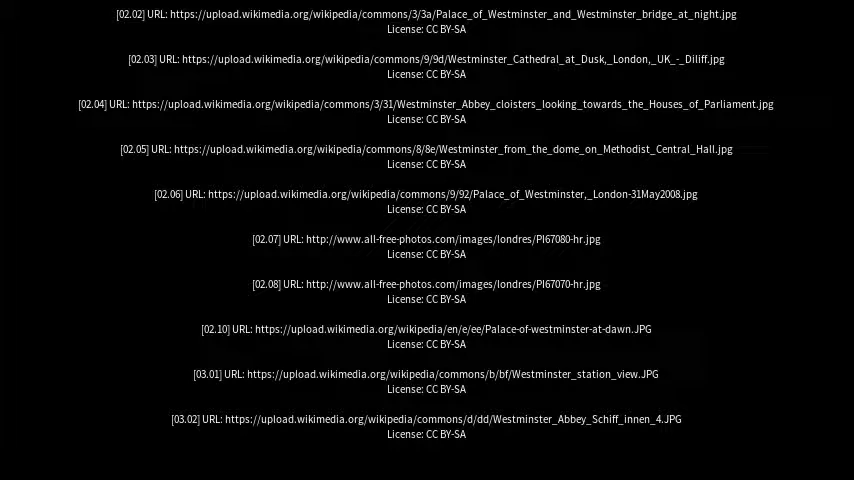 [02.02] URL: https://upload.wikimedia.org/wikipedia/commons/3/3a/Palace_of_Westminster_and_Westminster_bridge_at_night.jpg
License: CC BY-SA
[02.03] URL: https://upload.wikimedia.org/wikipedia/commons/9/9d/Westminster_Cathedral_at_Dusk,_London,_UK_-_Diliff.jpg
License: CC BY-SA
[02.04] URL: https://upload.wikimedia.org/wikipedia/commons/3/31/Westminster_Abbey_cloisters_looking_towards_the_Houses_of_Parliament.jpg
License: CC BY-SA
[02.05] URL: https://upload.wikimedia.org/wikipedia/commons/8/8e/Westminster_from_the_dome_on_Methodist_Central_Hall.jpg
License: CC BY-SA
[02.06] URL: https://upload.wikimedia.org/wikipedia/commons/9/92/Palace_of_Westminster,_London-31May2008.jpg
License: CC BY-SA
[02.07] URL: http://www.all-free-photos.com/images/londres/PI67080-hr.jpg
License: CC BY-SA
[02.08] URL: http://www.all-free-photos.com/images/londres/PI67070-hr.jpg
License: CC BY-SA
[02.10] URL: https://upload.wikimedia.org/wikipedia/en/e/ee/Palace-of-westminster-at-dawn.JPG
License: CC BY-SA
[03.01] URL: https://upload.wikimedia.org/wikipedia/commons/b/bf/Westminster_station_view.JPG
License: CC BY-SA
[03.02] URL: https://upload.wikimedia.org/wikipedia/commons/d/dd/Westminster_Abbey_Schiff_innen_4.JPG
License: CC BY-SA